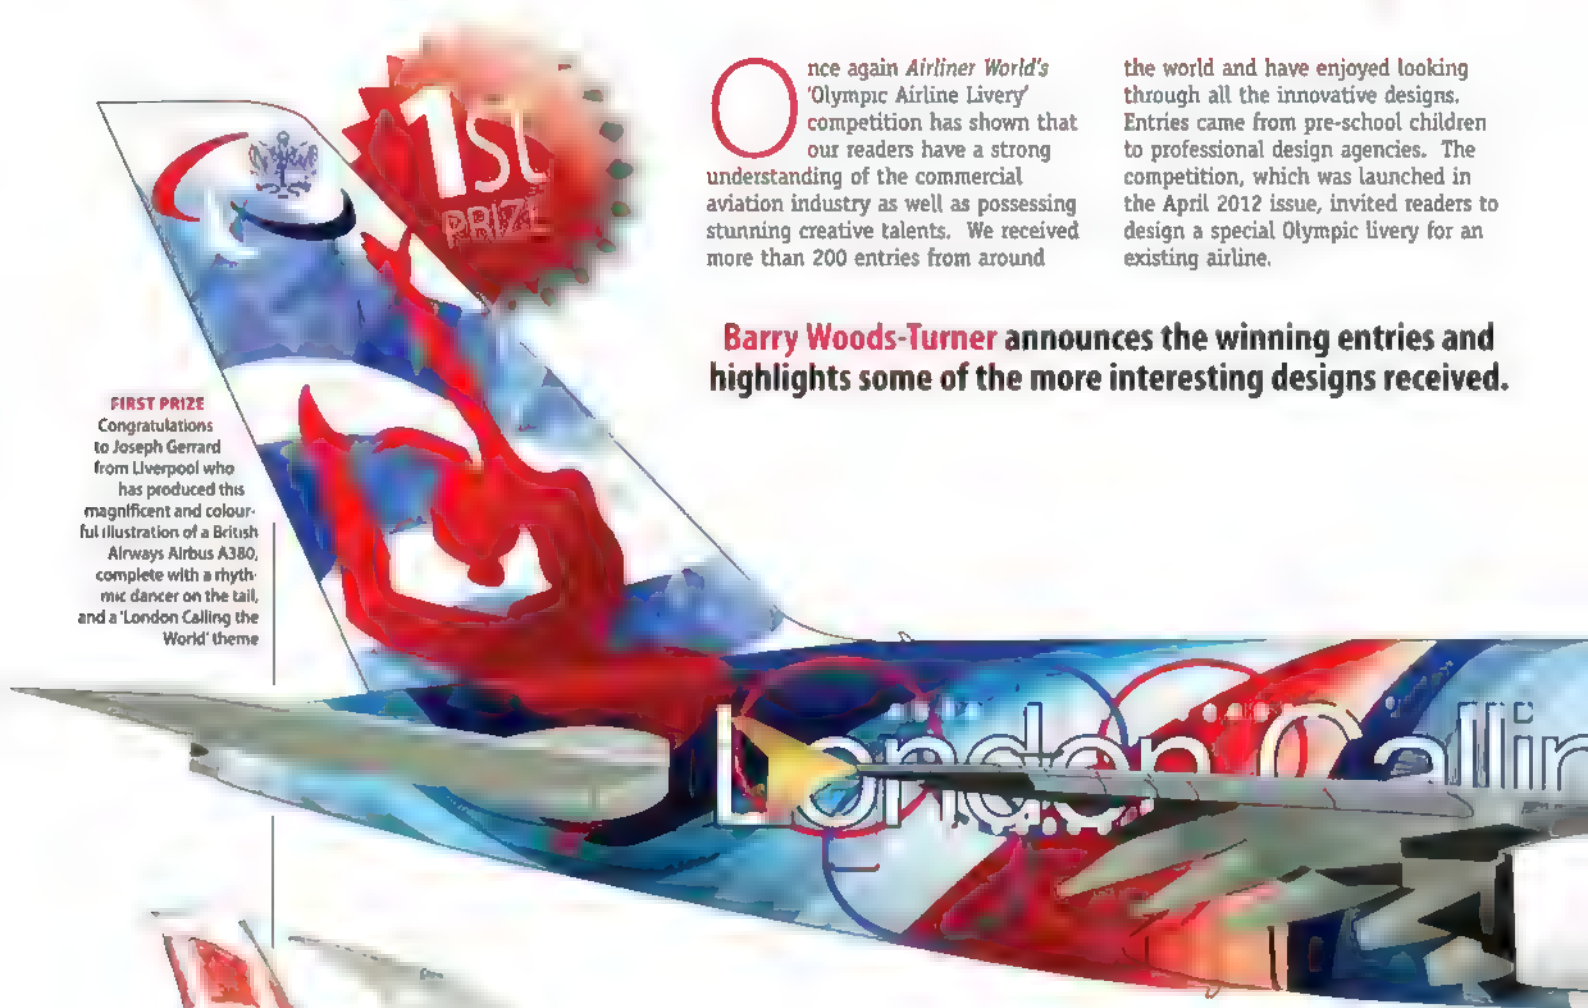 1st
PRIZE
Once again Airliner World's
'Olympic Airline Livery'
competition has shown that
our readers have a strong
understanding of the commercial
aviation industry as well as possessing
stunning creative talents. We received
more than 200 entries from around
the world and have enjoyed looking
through all the innovative designs.
Entries came from pre-school children
to professional design agencies. The
competition, which was launched in
the April 2012 issue, invited readers to
design a special Olympic livery for an
existing airline.
Barry Woods-Turner announces the winning entries and
highlights some of the more interesting designs received.
FIRST PRIZE
Congratulations
to Joseph Gerrard
from Liverpool who
has produced this
magnificent and colour-
ful illustration of a British
Airways Airbus A380,
complete with a rhyth-
mic dancer on the tail,
and a 'London Calling the
World' theme
London Callin